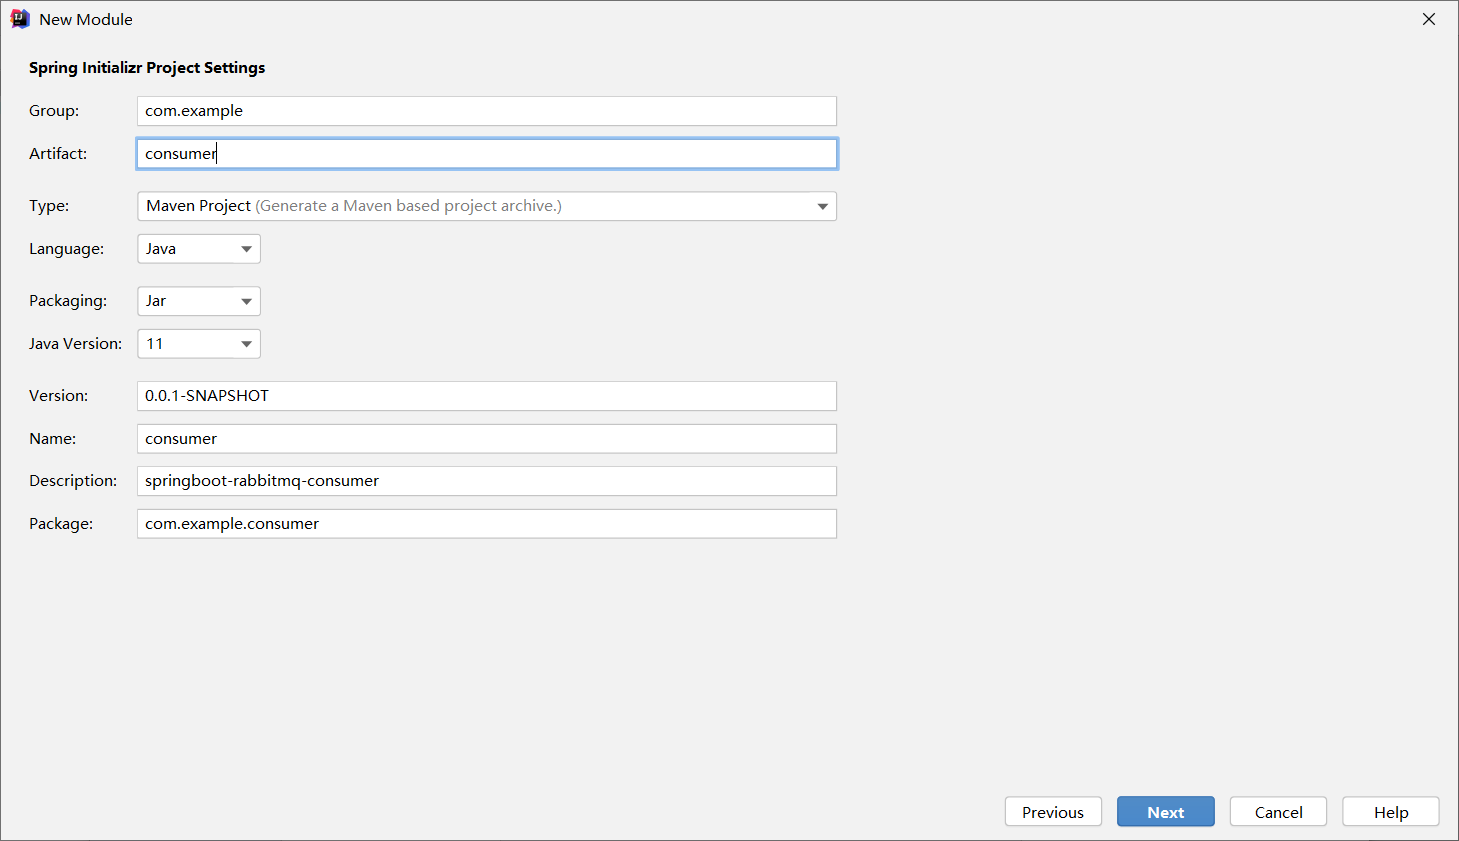 New Module
Spring Initializr Project Settings
Group: com.example
Artifact: consumer
Type: Maven Project (Generate a Maven based project archive.)
Language: Java
Packaging: Jar
Java Version: 11
Version: 0.0.1-SNAPSHOT
Name: consumer
Description: springboot-rabbitmq-consumer
Package: com.example.consumer
Previous Next Cancel Help